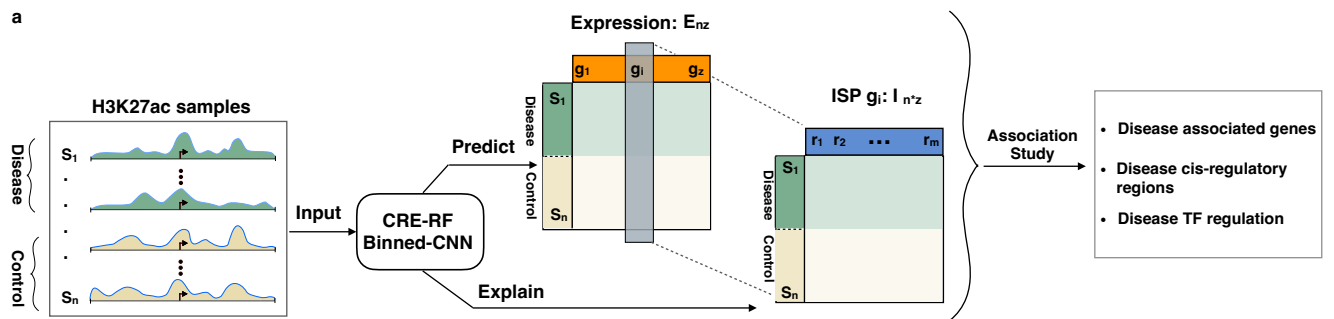 a
H3K27ac samples
Disease
Control
S1
.
.
.
.
Sn
Input
CRE-RF
Binned-CNN
Predict
Explain
Expression: Enz
g1 gi gz
S1
Sn
Disease
Control
ISP gi: I n*z
r1 r2 ... rm
S1
Sn
Disease
Control
Association
Study
• Disease associated genes
• Disease cis-regulatory
regions
• Disease TF regulation